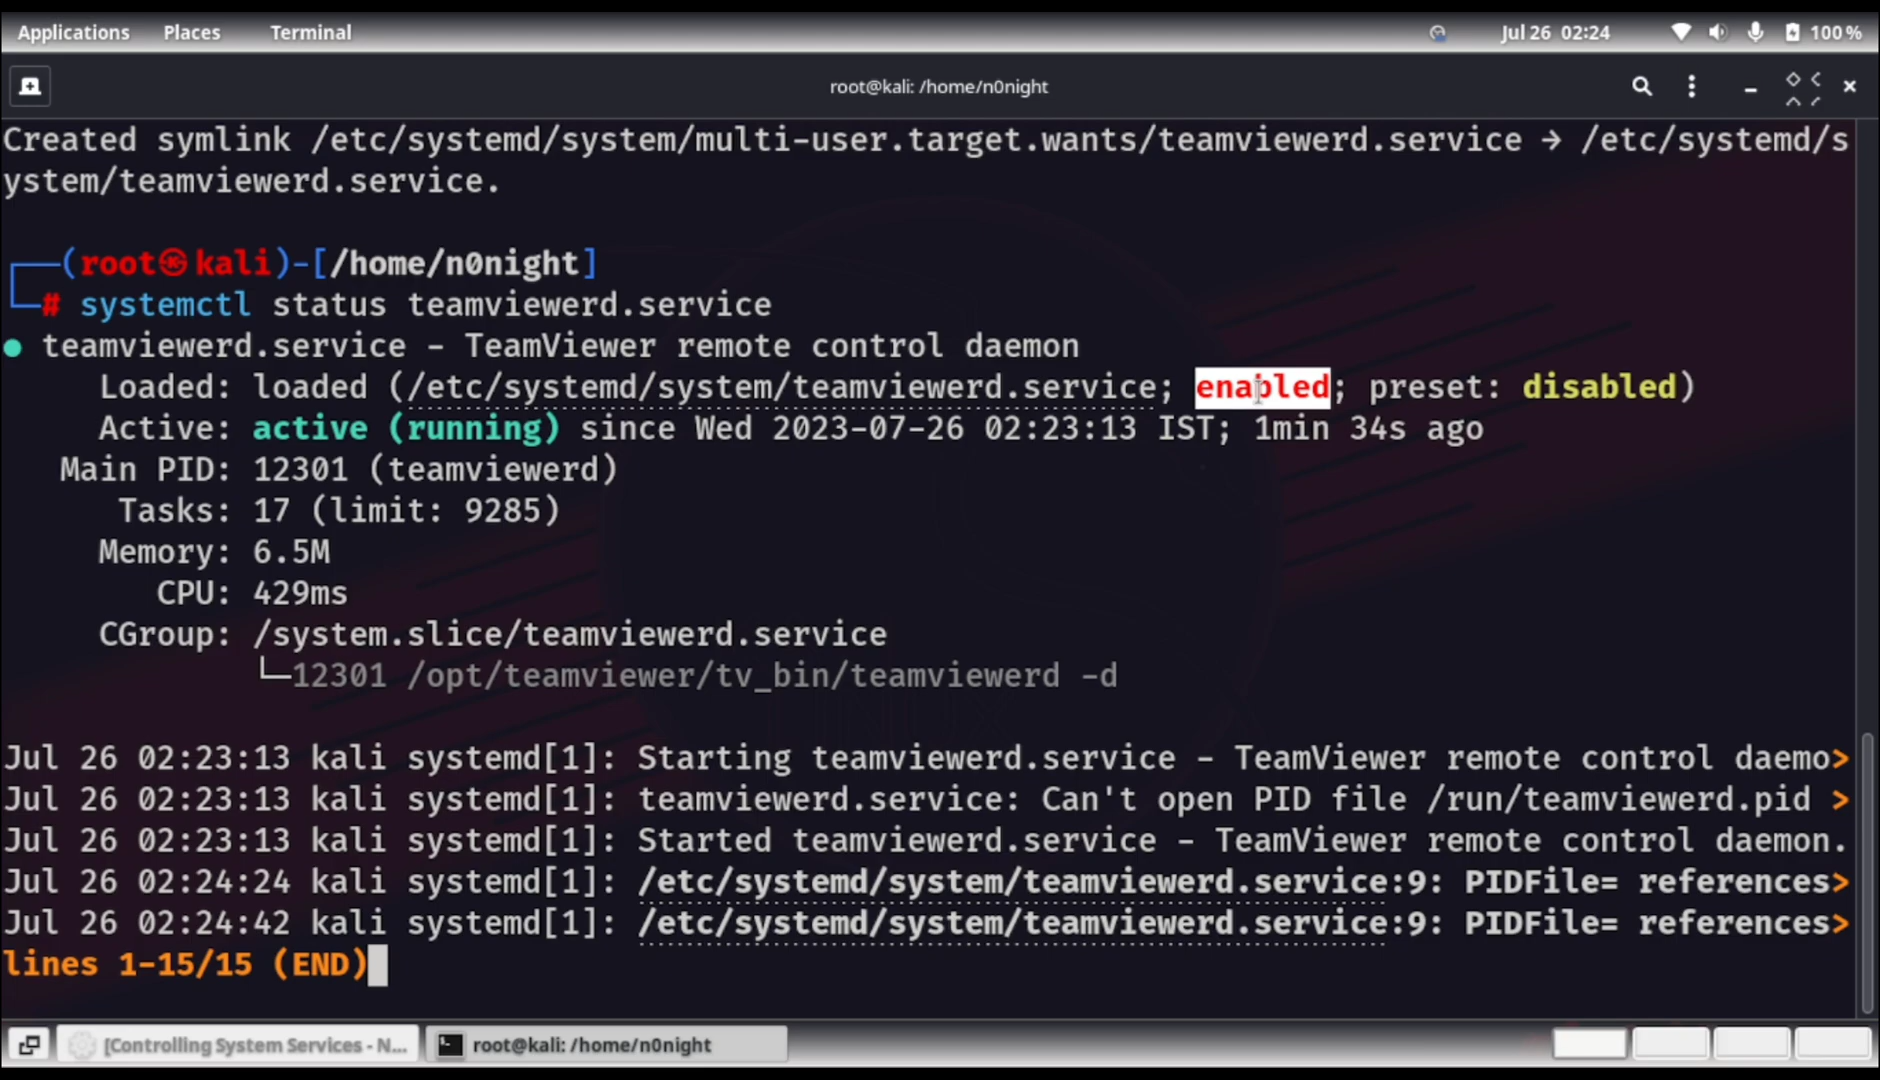 Applications Places Terminal Jul 26 02:24 100 %
root@kali: /home/n0night
Created symlink /etc/systemd/system/multi-user.target.wants/teamviewerd.service → /etc/systemd/s
ystem/teamviewerd.service.
┌──(root㉿kali)-[/home/n0night]
└─# systemctl status teamviewerd.service
● teamviewerd.service - TeamViewer remote control daemon
Loaded: loaded (/etc/systemd/system/teamviewerd.service; enabled; preset: disabled)
Active: active (running) since Wed 2023-07-26 02:23:13 IST; 1min 34s ago
Main PID: 12301 (teamviewerd)
Tasks: 17 (limit: 9285)
Memory: 6.5M
CPU: 429ms
CGroup: /system.slice/teamviewerd.service
└─12301 /opt/teamviewer/tv_bin/teamviewerd -d
Jul 26 02:23:13 kali systemd[1]: Starting teamviewerd.service - TeamViewer remote control daemo>
Jul 26 02:23:13 kali systemd[1]: teamviewerd.service: Can't open PID file /run/teamviewerd.pid >
Jul 26 02:23:13 kali systemd[1]: Started teamviewerd.service - TeamViewer remote control daemon.
Jul 26 02:24:24 kali systemd[1]: /etc/systemd/system/teamviewerd.service:9: PIDFile= references>
Jul 26 02:24:42 kali systemd[1]: /etc/systemd/system/teamviewerd.service:9: PIDFile= references>
lines 1-15/15 (END)
[Controlling System Services - N... root@kali: /home/n0night